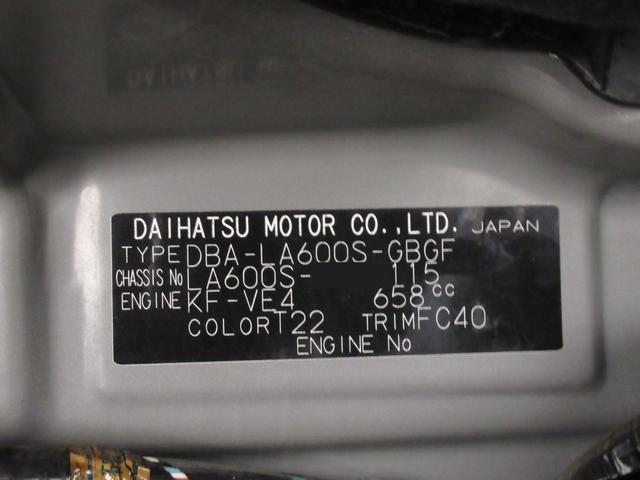 DAIHATSU MOTOR CO.,LTD. JAPAN
TYPE DBA-LA600S-GBGF
CHASSIS No LA600S- 115
ENGINE KF-VE4 658cc
COLOR T22 TRIM FC40
ENGINE No